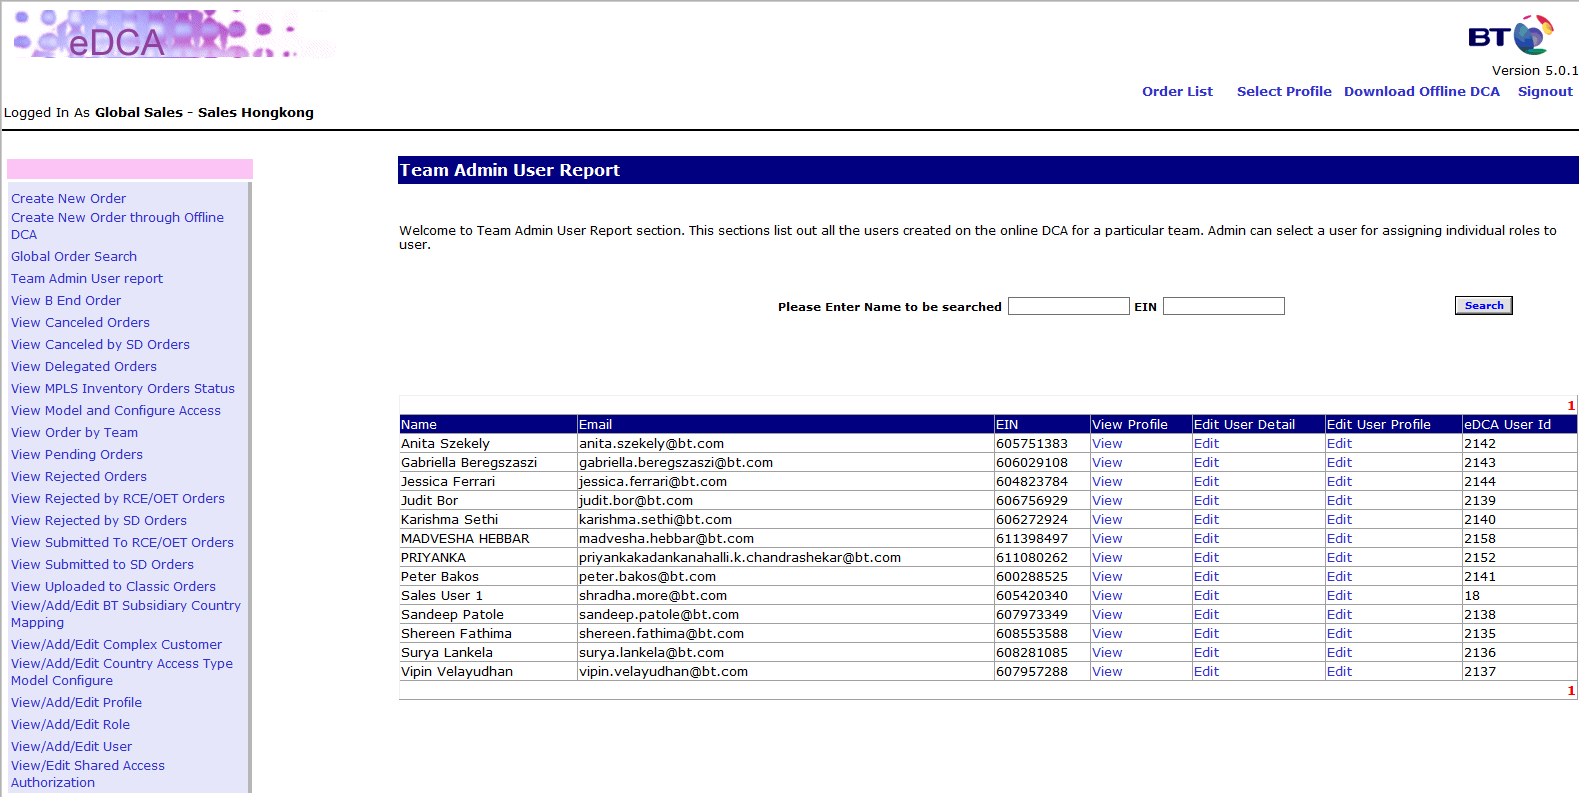 eDCA
BT
Version 5.0.1
Order List Select Profile Download Offline DCA Signout
Logged In As Global Sales - Sales Hongkong
Create New Order
Create New Order through Offline
DCA
Global Order Search
Team Admin User report
View B End Order
View Canceled Orders
View Canceled by SD Orders
View Delegated Orders
View MPLS Inventory Orders Status
View Model and Configure Access
View Order by Team
View Pending Orders
View Rejected Orders
View Rejected by RCE/OET Orders
View Rejected by SD Orders
View Submitted To RCE/OET Orders
View Submitted to SD Orders
View Uploaded to Classic Orders
View/Add/Edit BT Subsidiary Country
Mapping
View/Add/Edit Complex Customer
View/Add/Edit Country Access Type
Model Configure
View/Add/Edit Profile
View/Add/Edit Role
View/Add/Edit User
View/Edit Shared Access
Authorization
Team Admin User Report
Welcome to Team Admin User Report section. This sections list out all the users created on the online DCA for a particular team. Admin can select a user for assigning individual roles to
user.
Please Enter Name to be searched EIN Search
1
Name Email EIN View Profile Edit User Detail Edit User Profile eDCA User Id
Anita Szekely anita.szekely@bt.com 605751383 View Edit Edit 2142
Gabriella Beregszaszi gabriella.beregszaszi@bt.com 606029108 View Edit Edit 2143
Jessica Ferrari jessica.ferrari@bt.com 604823784 View Edit Edit 2144
Judit Bor judit.bor@bt.com 606756929 View Edit Edit 2139
Karishma Sethi karishma.sethi@bt.com 606272924 View Edit Edit 2140
MADVESHA HEBBAR madvesha.hebbar@bt.com 611398497 View Edit Edit 2158
PRIYANKA priyankakadankanahalli.k.chandrashekar@bt.com 611080262 View Edit Edit 2152
Peter Bakos peter.bakos@bt.com 600288525 View Edit Edit 2141
Sales User 1 shradha.more@bt.com 605420340 View Edit Edit 18
Sandeep Patole sandeep.patole@bt.com 607973349 View Edit Edit 2138
Shereen Fathima shereen.fathima@bt.com 608553588 View Edit Edit 2135
Surya Lankela surya.lankela@bt.com 608281085 View Edit Edit 2136
Vipin Velayudhan vipin.velayudhan@bt.com 607957288 View Edit Edit 2137
1